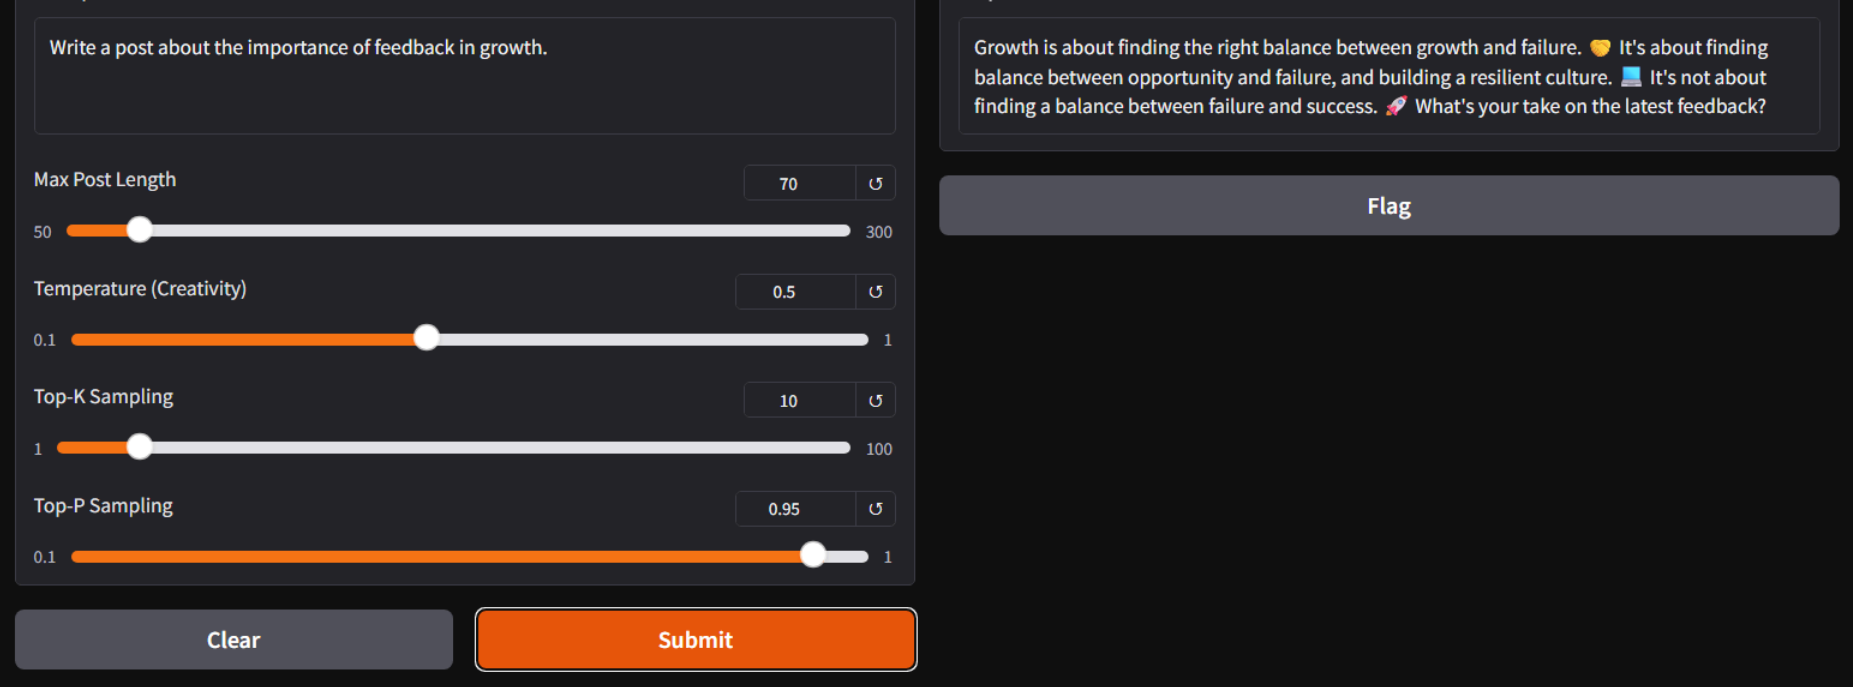 Write a post about the importance of feedback in growth.
Max Post Length
70
50
300
Temperature (Creativity)
0.5
0.1
1
Top-K Sampling
10
1
100
Top-P Sampling
0.95
0.1
1
Clear
Submit
Growth is about finding the right balance between growth and failure. 🤝 It's about finding
balance between opportunity and failure, and building a resilient culture. 💻 It's not about
finding a balance between failure and success. 🚀 What's your take on the latest feedback?
Flag